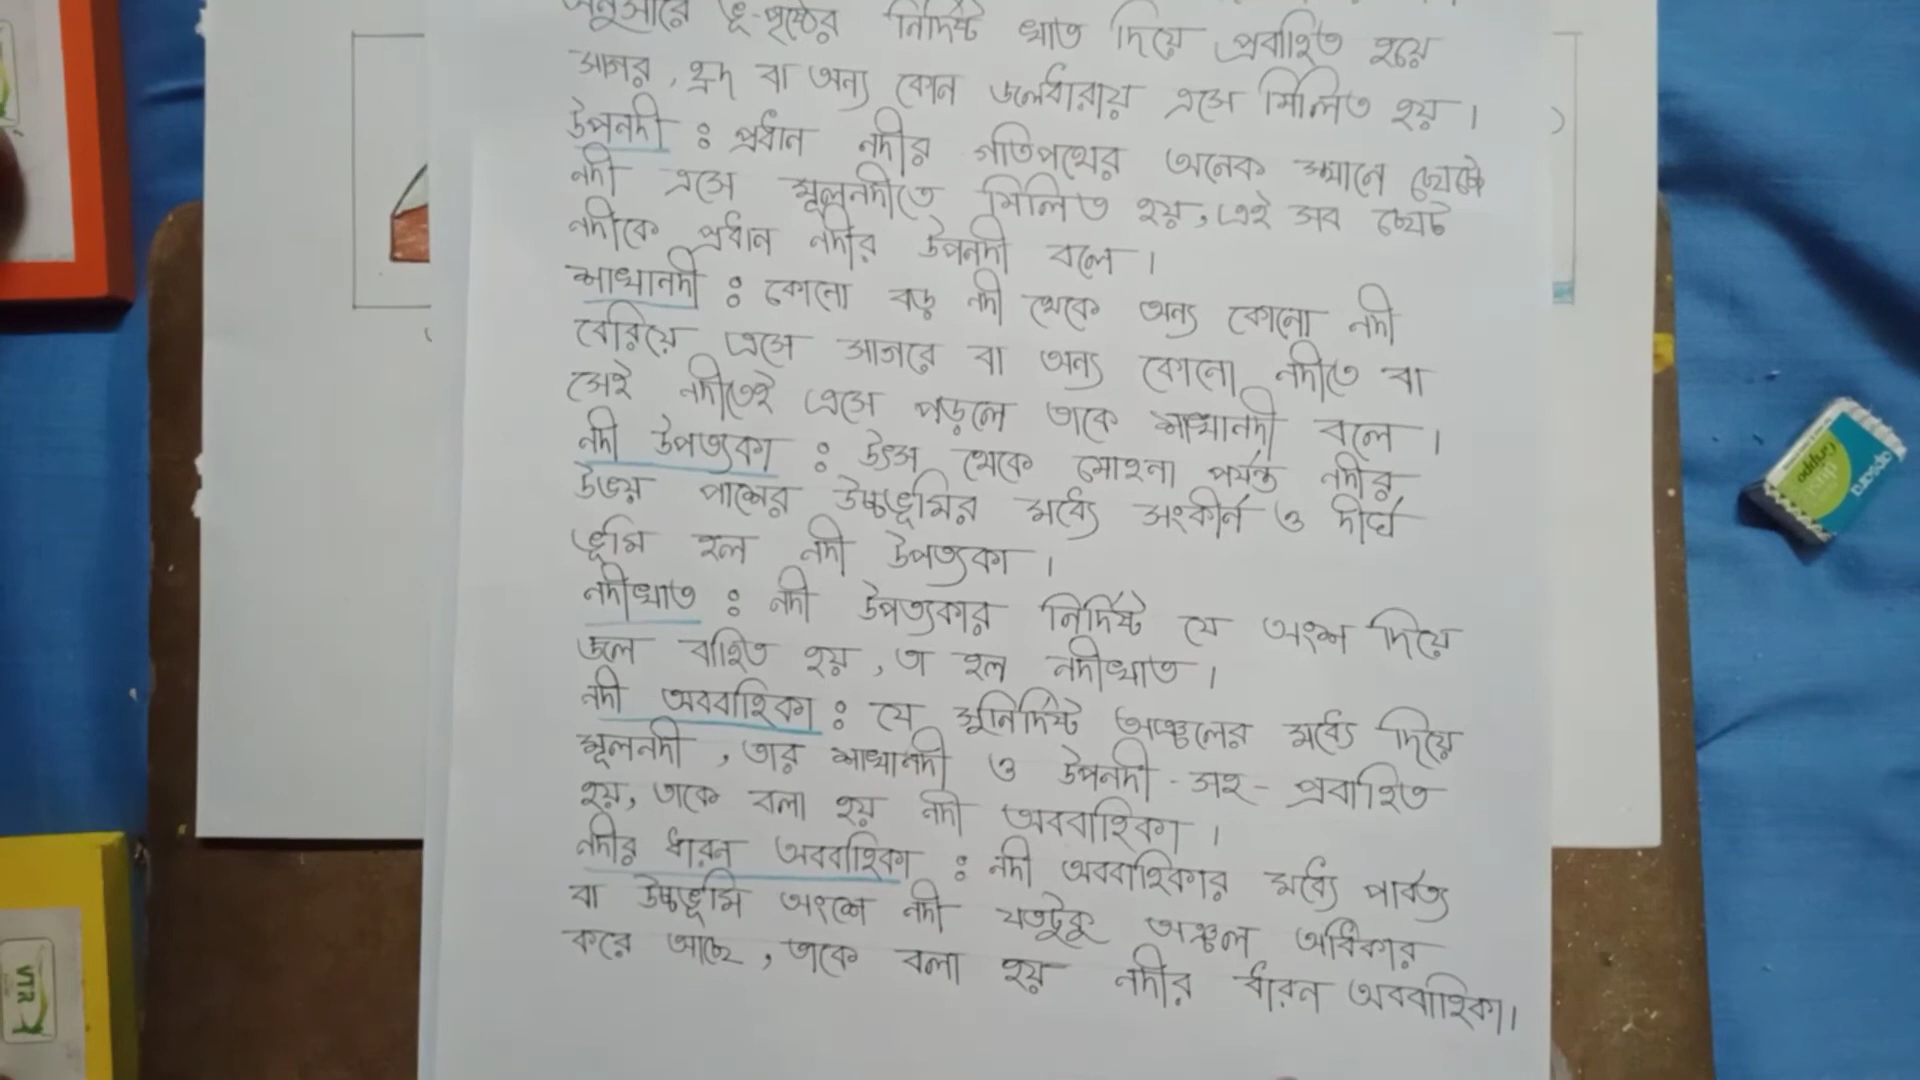 অনুসারে ভূ-পৃষ্ঠের নির্দিষ্ট খাত দিয়ে প্রবাহিত হয়ে
সাগর, হ্রদ বা অন্য কোন জলধারায় এসে মিলিত হয়।
উপনদী : প্রধান নদীর গতিপথের অনেক স্থানে ছোট
নদী এসে মূলনদীতে মিলিত হয়, এই সব ছোট
নদীকে প্রধান নদীর উপনদী বলে।
শাখানদী : কোনো বড় নদী থেকে অন্য কোনো নদী
বেরিয়ে এসে সাগরে বা অন্য কোনো নদীতে বা
সেই নদীতেই এসে পড়লে তাকে শাখানদী বলে।
নদী উপত্যকা : উৎস থেকে মোহনা পর্যন্ত নদীর
উভয় পাশের উচ্চভূমির মধ্যে সংকীর্ন ও দীর্ঘ
ভূমি হল নদী উপত্যকা।
নদীখাত : নদী উপত্যকার নির্দিষ্ট যে অংশ দিয়ে
জল বাহিত হয়, তা হল নদীখাত।
নদী অববাহিকা : যে সুনির্দিষ্ট অঞ্চলের মধ্যে দিয়ে
মূলনদী, তার শাখানদী ও উপনদী - সহ - প্রবাহিত
হয়, তাকে বলা হয় নদী অববাহিকা।
নদীর ধারন অববাহিকা : নদী অববাহিকার মধ্যে পার্বত্য
বা উচ্চভূমি অংশে নদী যতটুকু অঞ্চল অধিকার
করে আছে, তাকে বলা হয় নদীর ধারন অববাহিকা।
apsara
Grippo
VTR